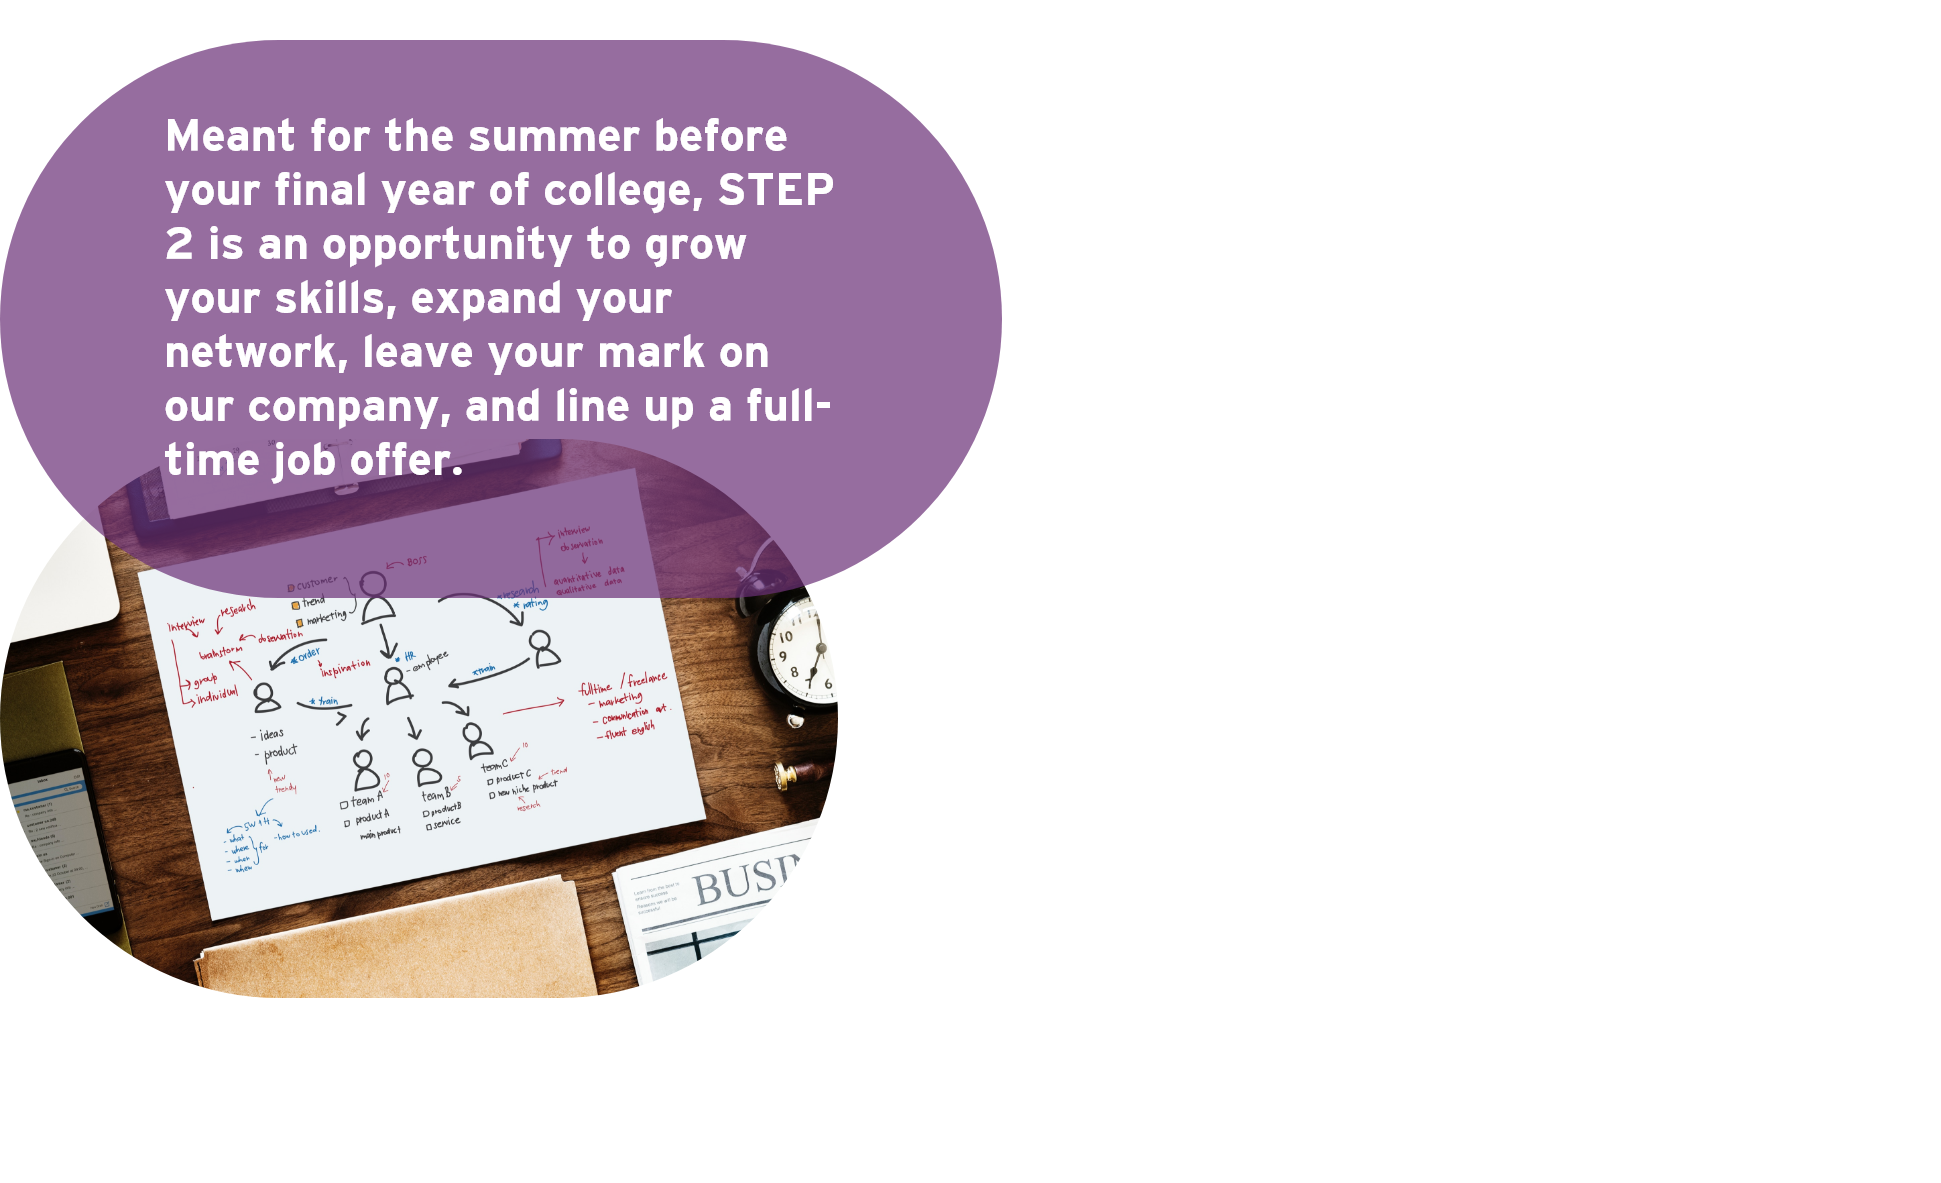 Meant for the summer before
your final year of college, STEP
2 is an opportunity to grow
your skills, expand your
network, leave your mark on
our company, and line up a full-
time job offer.
BOSS
interview
observation
quantitative data
qualitative data
customer
trend
marketing
*research
* rating
interview
research
brainstorm
observation
group
individual
*order
inspiration
* HR
- employee
*train
* train
fulltime / freelance
- marketing
- communication
- fluent english
- ideas
- product
new
trendy
10
team A
product A
main product
5
team B
product B
service
10
team C
product C
trend
new niche product
research
5W + H
- what
- where
- when
for
- how to used.
10
9
8
7
6
BUSI